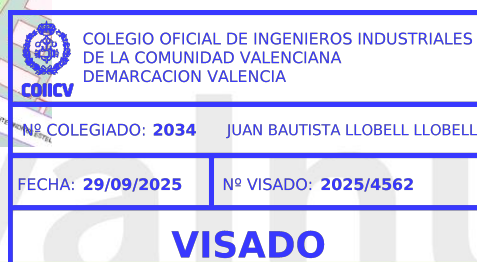 COLEGIO OFICIAL DE INGENIEROS INDUSTRIALES
DE LA COMUNIDAD VALENCIANA
DEMARCACION VALENCIA
COIICV
Nº COLEGIADO: 2034 JUAN BAUTISTA LLOBELL LLOBELL
FECHA: 29/09/2025 Nº VISADO: 2025/4562
VISADO